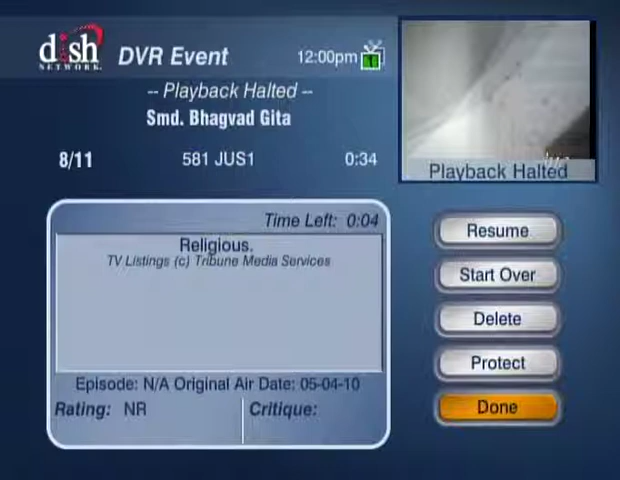 dish
NETWORK.
DVR Event
12:00pm
1
-- Playback Halted --
Smd. Bhagvad Gita
8/11 581 JUS1 0:34
Playback Halted
Time Left: 0:04
Religious.
TV Listings (c) Tribune Media Services
Episode: N/A Original Air Date: 05-04-10
Rating: NR Critique:
Resume
Start Over
Delete
Protect
Done